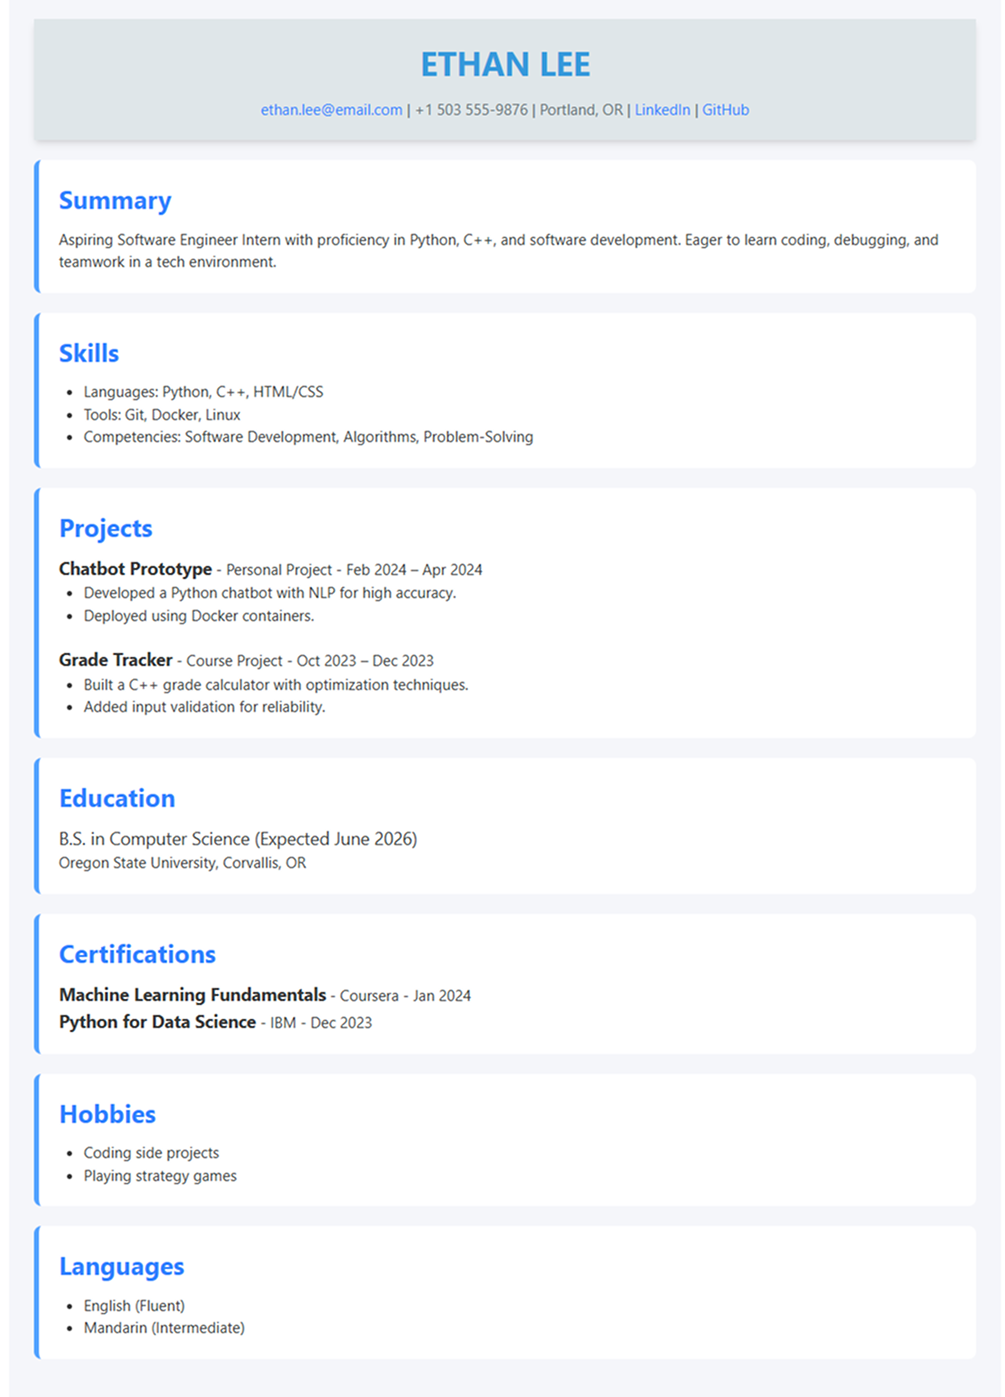 ETHAN LEE
ethan.lee@email.com | +1 503 555-9876 | Portland, OR | LinkedIn | GitHub
Summary
Aspiring Software Engineer Intern with proficiency in Python, C++, and software development. Eager to learn coding, debugging, and
teamwork in a tech environment.
Skills
• Languages: Python, C++, HTML/CSS
• Tools: Git, Docker, Linux
• Competencies: Software Development, Algorithms, Problem-Solving
Projects
Chatbot Prototype - Personal Project - Feb 2024 – Apr 2024
• Developed a Python chatbot with NLP for high accuracy.
• Deployed using Docker containers.
Grade Tracker - Course Project - Oct 2023 – Dec 2023
• Built a C++ grade calculator with optimization techniques.
• Added input validation for reliability.
Education
B.S. in Computer Science (Expected June 2026)
Oregon State University, Corvallis, OR
Certifications
Machine Learning Fundamentals - Coursera - Jan 2024
Python for Data Science - IBM - Dec 2023
Hobbies
• Coding side projects
• Playing strategy games
Languages
• English (Fluent)
• Mandarin (Intermediate)